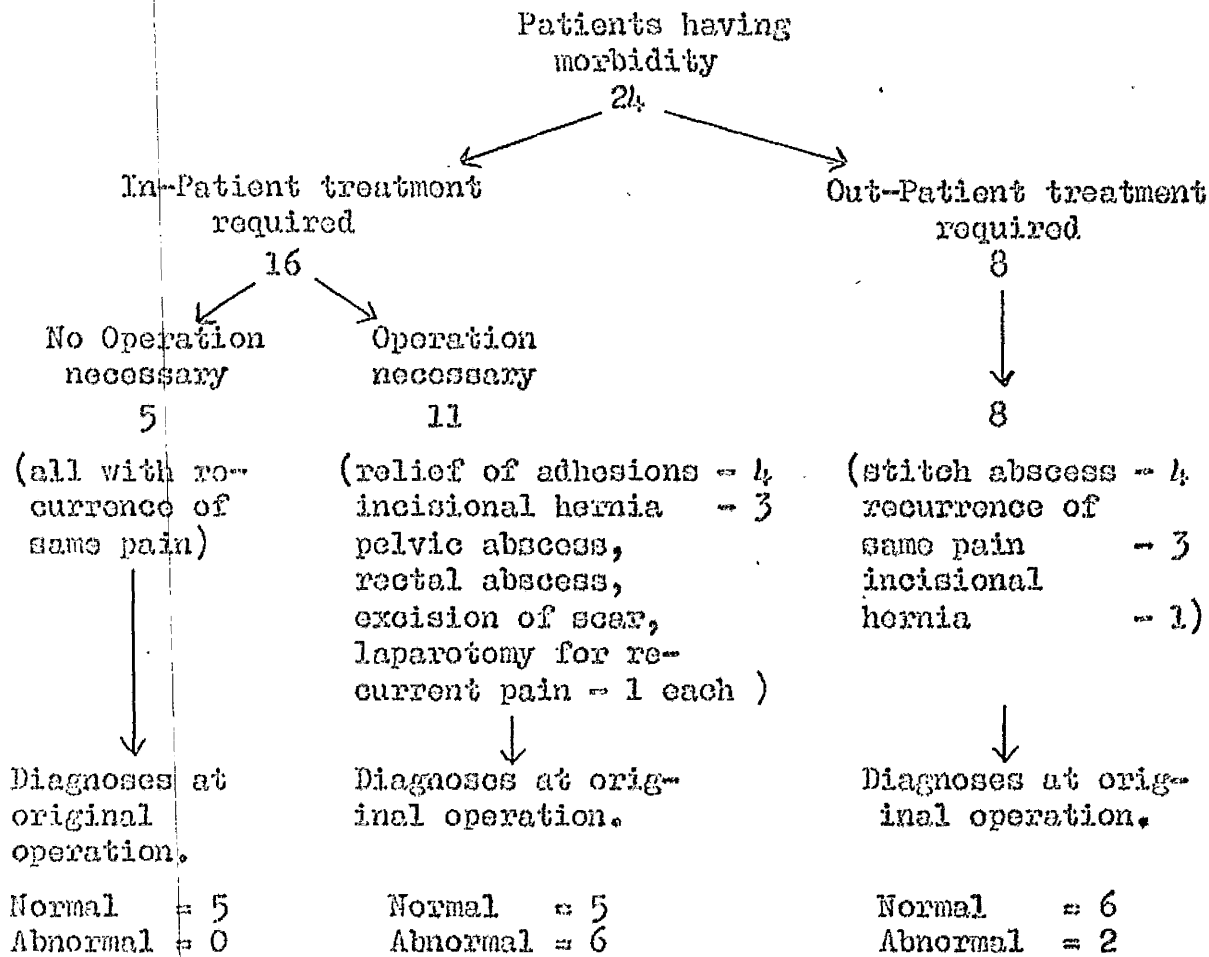 Patients having
morbidity
24
In-Patient treatment
required
16
Out-Patient treatment
required
8
No Operation
necessary
5
(all with re-
currence of
same pain)
Operation
necessary
11
(relief of adhesions - 4
incisional hernia - 3
pelvic abscess,
rectal abscess,
excision of scar,
laparotomy for re-
current pain - 1 each )
8
(stitch abscess - 4
recurrence of
same pain - 3
incisional
hernia - 1)
Diagnoses at
original
operation.
Normal = 5
Abnormal = 0
Diagnoses at orig-
inal operation.
Normal = 5
Abnormal = 6
Diagnoses at orig-
inal operation.
Normal = 6
Abnormal = 2